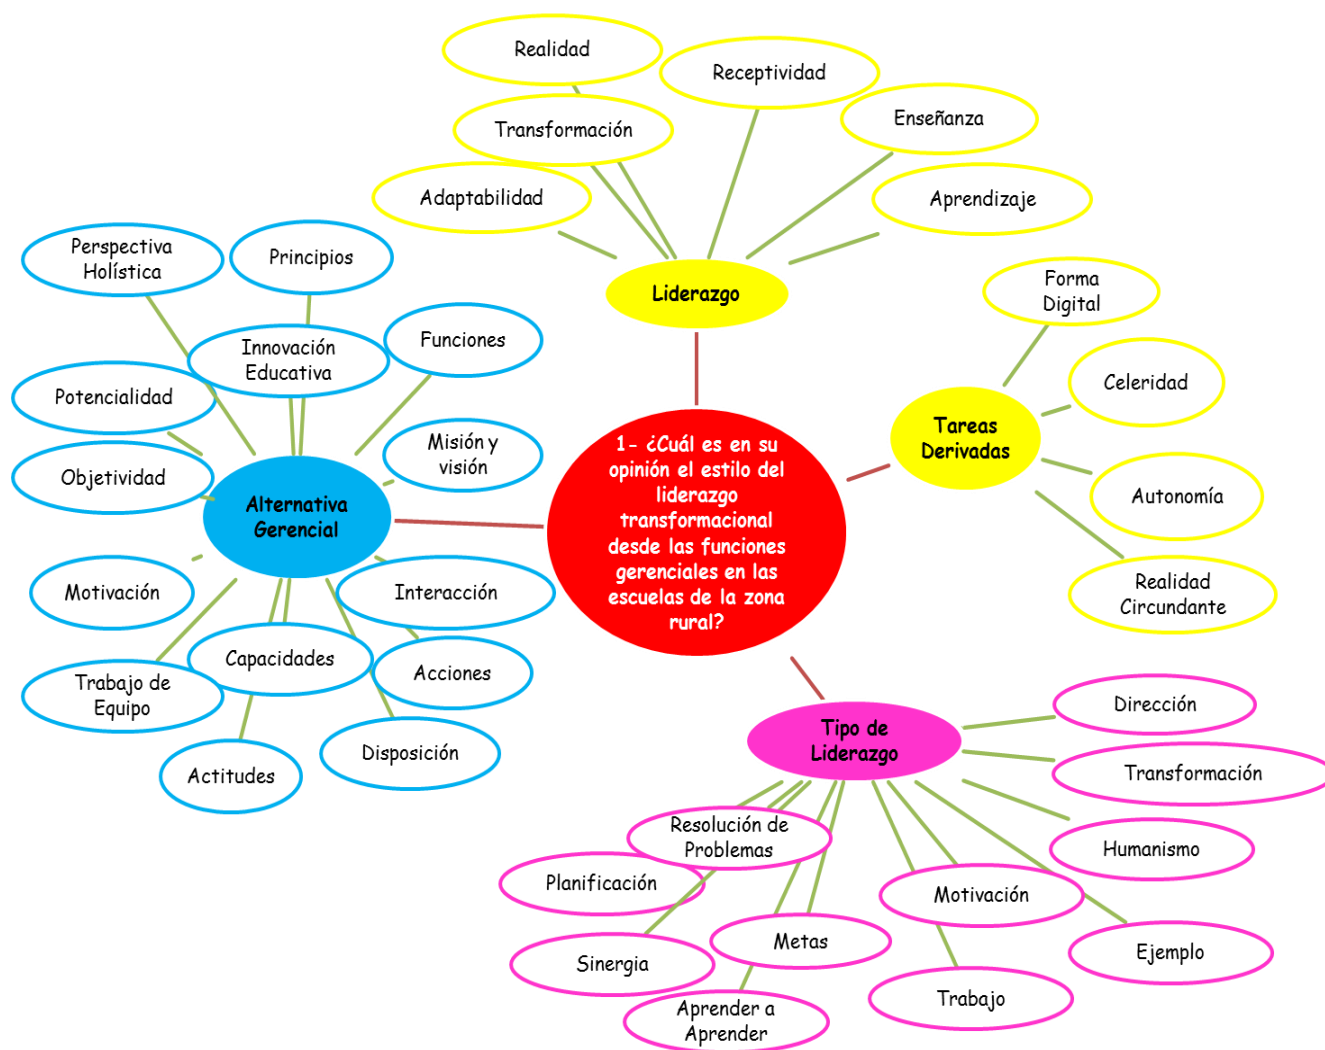 Realidad
Receptividad
Enseñanza
Transformación
Adaptabilidad
Aprendizaje
Liderazgo
Perspectiva
Holística
Principios
Innovación
Educativa
Funciones
Potencialidad
Misión y
visión
Objetividad
Alternativa
Gerencial
Motivación
Interacción
Capacidades
Acciones
Trabajo de
Equipo
Disposición
Actitudes
1- ¿Cuál es en su
opinión el estilo del
liderazgo
transformacional
desde las funciones
gerenciales en las
escuelas de la zona
rural?
Forma
Digital
Celeridad
Tareas
Derivadas
Autonomía
Realidad
Circundante
Tipo de
Liderazgo
Dirección
Transformación
Humanismo
Resolución de
Problemas
Planificación
Motivación
Metas
Ejemplo
Sinergia
Trabajo
Aprender a
Aprender